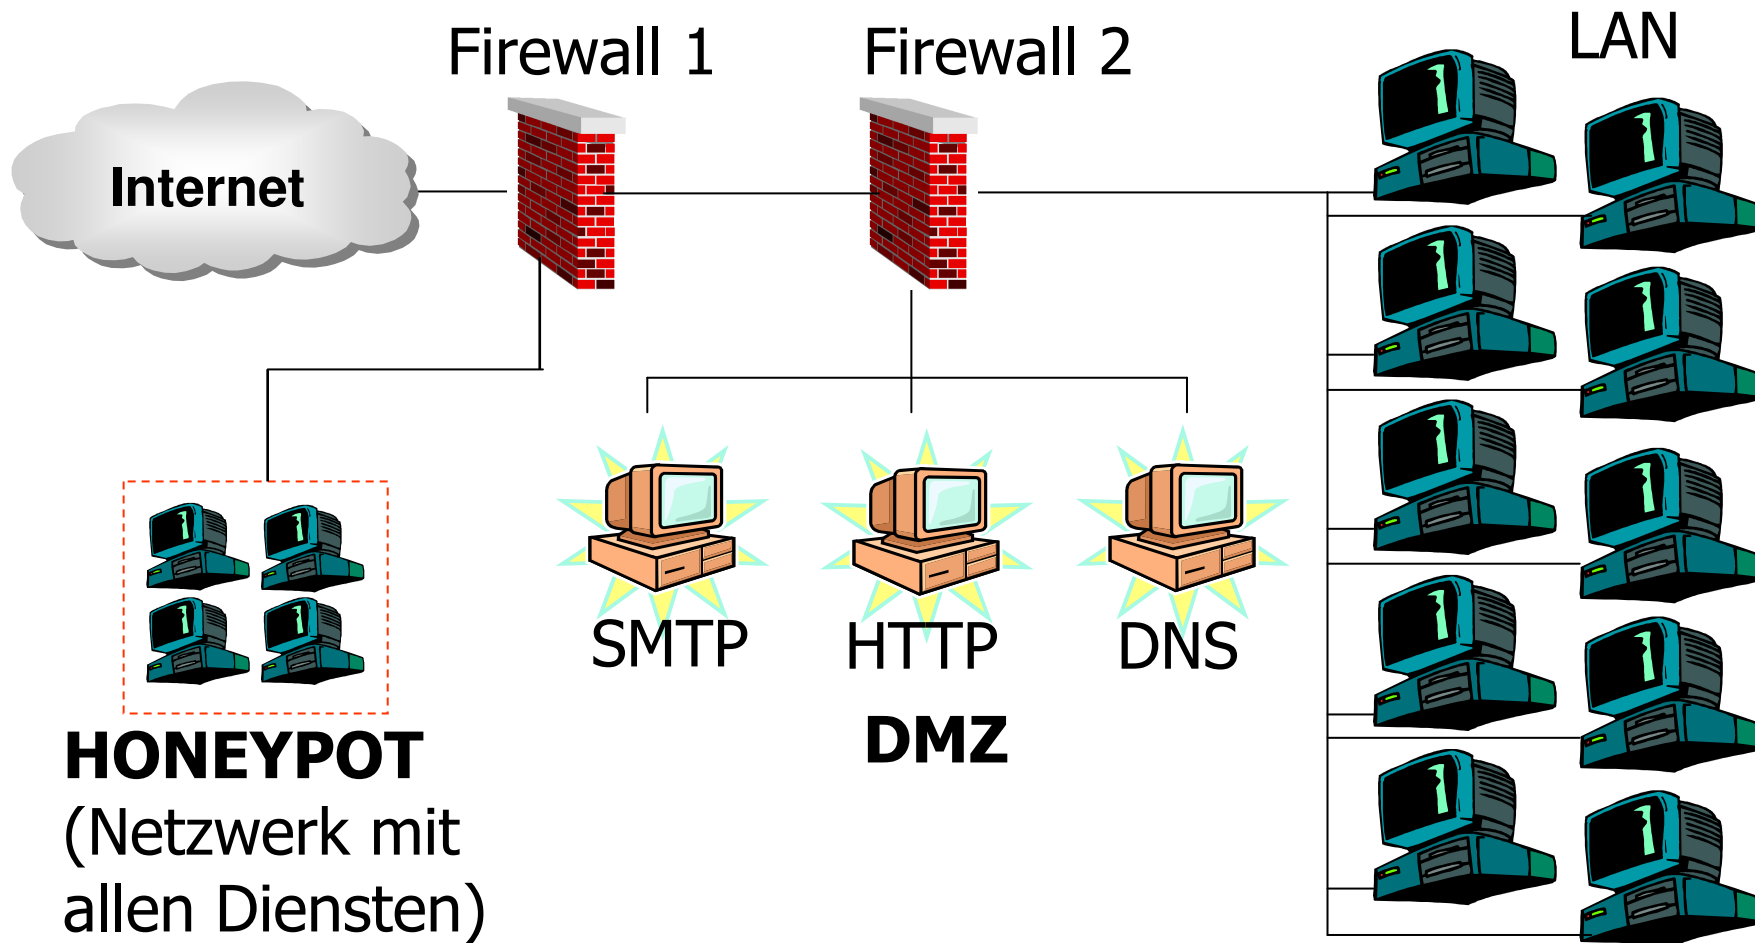 Firewall 1
Firewall 2
LAN
Internet
SMTP
HTTP
DNS
DMZ
HONEYPOT
(Netzwerk mit
allen Diensten)